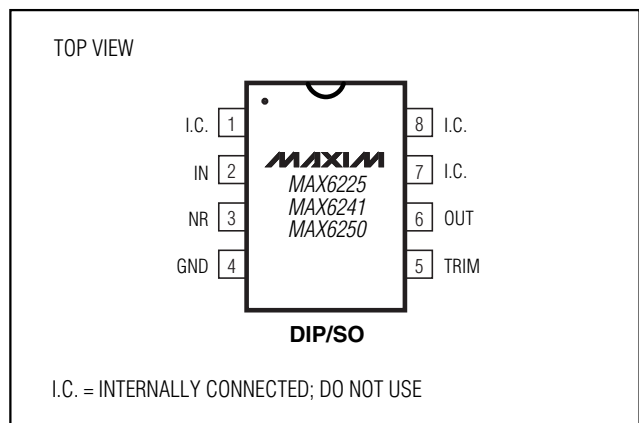 TOP VIEW
I.C. 1
8 I.C.
IN 2
7 I.C.
NR 3
6 OUT
GND 4
5 TRIM
MAXIM
MAX6225
MAX6241
MAX6250
DIP/SO
I.C. = INTERNALLY CONNECTED; DO NOT USE